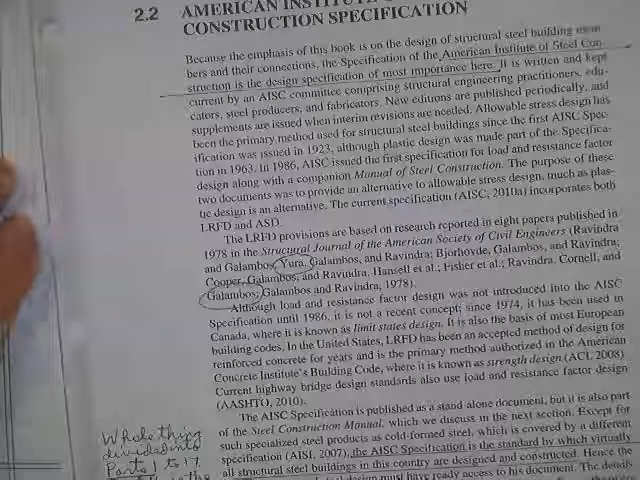 2.2 AMERICAN INSTITUTE
CONSTRUCTION SPECIFICATION
Because the emphasis of this book is on the design of structural steel building mem-
bers and their connections, the Specification of the American Institute of Steel Con-
struction is the design specification of most importance here. It is written and kept
current by an AISC committee comprising structural engineering practitioners, edu-
cators, steel producers, and fabricators. New editions are published periodically, and
supplements are issued when interim revisions are needed. Allowable stress design has
been the primary method used for structural steel buildings since the first AISC Spec-
ification was issued in 1923, although plastic design was made part of the Specifica-
tion in 1963. In 1986, AISC issued the first specification for load and resistance factor
design along with a companion Manual of Steel Construction. The purpose of these
two documents was to provide an alternative to allowable stress design, much as plas-
tic design is an alternative. The current specification (AISC, 2010a) incorporates both
LRFD and ASD.
The LRFD provisions are based on research reported in eight papers published in
1978 in the Structural Journal of the American Society of Civil Engineers (Ravindra
and Galambos; Yura, Galambos, and Ravindra; Bjorhovde, Galambos, and Ravindra;
Cooper, Galambos, and Ravindra; Hansell et al.; Fisher et al.; Ravindra, Cornell, and
Galambos; Galambos and Ravindra, 1978).
Although load and resistance factor design was not introduced into the AISC
Specification until 1986, it is not a recent concept; since 1974, it has been used in
Canada, where it is known as limit states design. It is also the basis of most European
building codes. In the United States, LRFD has been an accepted method of design for
reinforced concrete for years and is the primary method authorized in the American
Concrete Institute's Building Code, where it is known as strength design (ACI, 2008).
Current highway bridge design standards also use load and resistance factor design
(AASHTO, 2010).
The AISC Specification is published as a stand-alone document, but it is also part
of the Steel Construction Manual, which we discuss in the next section. Except for
such specialized steel products as cold-formed steel, which is covered by a different
specification (AISI, 2007), the AISC Specification is the standard by which virtually
all structural steel buildings in this country are designed and constructed. Hence the
must have ready access to his document. The details
Whole thing
divided into
Parts 1 to 17
the